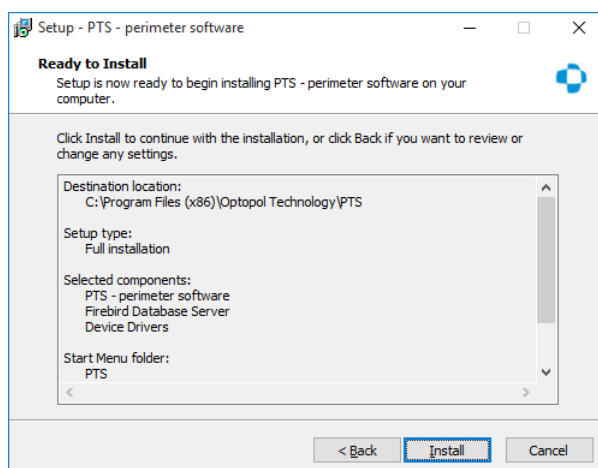 Setup - PTS - perimeter software
Ready to Install
Setup is now ready to begin installing PTS - perimeter software on your
computer.
Click Install to continue with the installation, or click Back if you want to review or
change any settings.
Destination location:
C:\Program Files (x86)\Optopol Technology\PTS
Setup type:
Full installation
Selected components:
PTS - perimeter software
Firebird Database Server
Device Drivers
Start Menu folder:
PTS
< Back
Install
Cancel